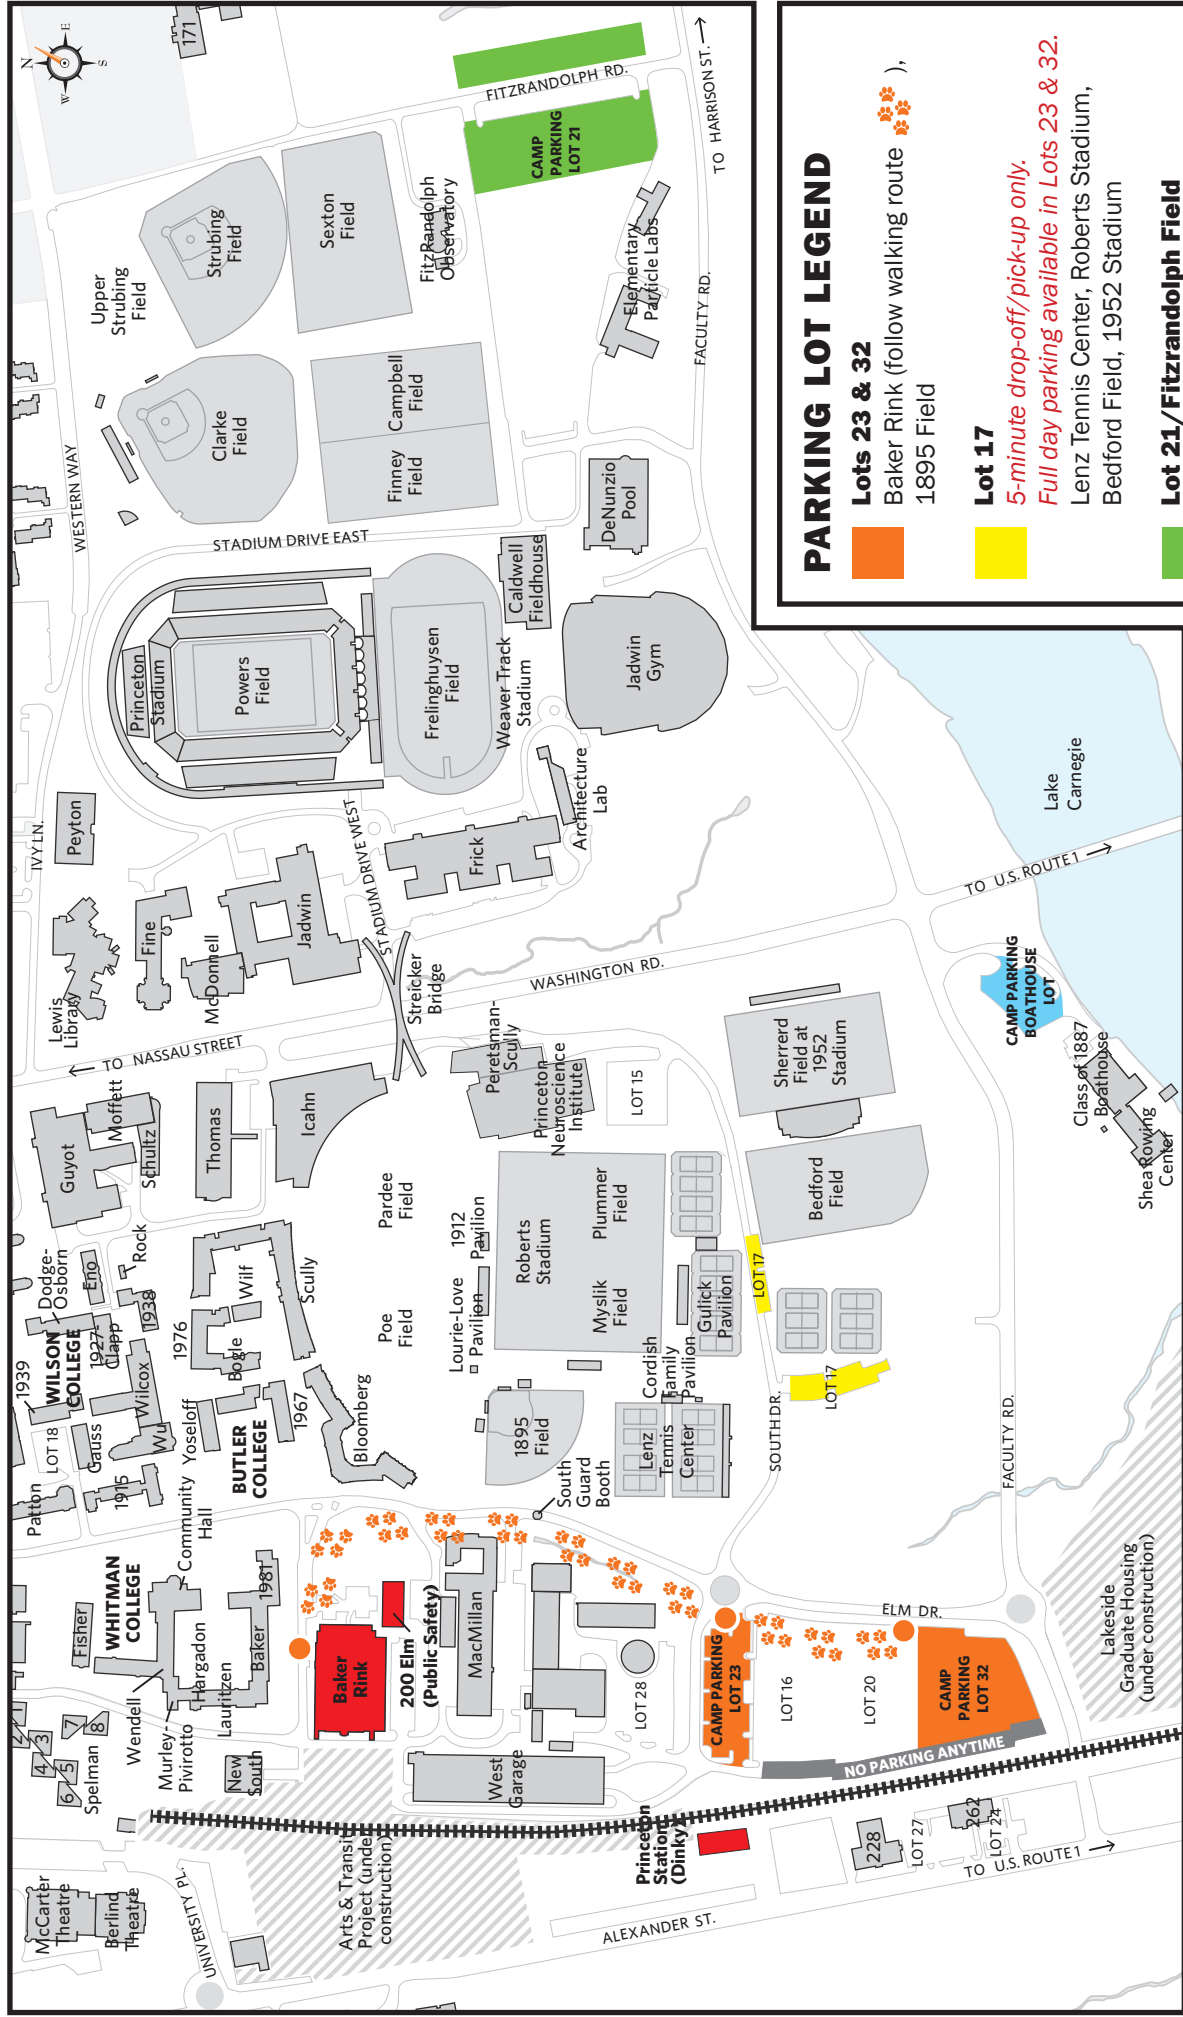 N
E
S
W
McCarter
Theatre
Berlind
Theatre
UNIVERSITY PL.
2
1
3
4
5
6
7
8
Spelman
Fisher
WHITMAN
COLLEGE
Wendell
Murley-
Pivirotto
Hargadon
Lauritzen
Baker
1981
Community
Hall
New
South
Patton
LOT 18
1939
WILSON
COLLEGE
Dodge-
Osborn
Gauss
1915
1927-
Clapp
Wilcox
Wu
Eno
1938
Rock
Yoseloff
1976
Bogle
Wilf
BUTLER
COLLEGE
1967
Scully
Bloomberg
Guyot
Moffett
Schultz
Thomas
Icahn
TO NASSAU STREET
Lewis
Library
Fine
McDonnell
Jadwin
IVY LN.
Peyton
WESTERN WAY
Princeton
Stadium
Powers
Field
STADIUM DRIVE WEST
STADIUM DRIVE EAST
Upper
Strubing
Field
Clarke
Field
Strubing
Field
171
Sexton
Field
Finney
Field
Campbell
Field
FitzRandolph
Observatory
FITZRANDOLPH RD.
CAMP
PARKING
LOT 21
Elementary
Particle Labs
FACULTY RD.
TO HARRISON ST.
Frelinghuysen
Field
Weaver Track
Stadium
Caldwell
Fieldhouse
DeNunzio
Pool
Jadwin
Gym
Frick
Architecture
Lab
Streicker
Bridge
WASHINGTON RD.
Peretsman-
Scully
Princeton
Neuroscience
Institute
LOT 15
Pardee
Field
Poe
Field
1912
Pavilion
Lourie-Love
Pavilion
Roberts
Stadium
Plummer
Field
Myslik
Field
1895
Field
South
Guard
Booth
Cordish
Family
Pavilion
Gulick
Pavilion
Lenz
Tennis
Center
Baker
Rink
200 Elm
(Public Safety)
MacMillan
West
Garage
LOT 28
Arts & Transit
Project (under
construction)
Princeton
Station
(Dinky)
ALEXANDER ST.
CAMP PARKING
LOT 23
LOT 16
LOT 20
CAMP
PARKING
LOT 32
NO PARKING ANYTIME
ELM DR.
SOUTH DR.
LOT 17
LOT 17
Bedford
Field
Sherrerd
Field at
1952
Stadium
FACULTY RD.
228
262
LOT 27
LOT 24
TO U.S. ROUTE 1
Lakeside
Graduate Housing
(under construction)
CAMP PARKING
BOATHOUSE
LOT
Class of 1887
Boathouse
Shea Rowing
Center
TO U.S. ROUTE 1
Lake
Carnegie
PARKING LOT LEGEND
Lots 23 & 32
Baker Rink (follow walking route ),
1895 Field
Lot 17
5-minute drop-off/pick-up only.
Full day parking available in Lots 23 & 32.
Lenz Tennis Center, Roberts Stadium,
Bedford Field, 1952 Stadium
Lot 21/Fitzrandolph Field